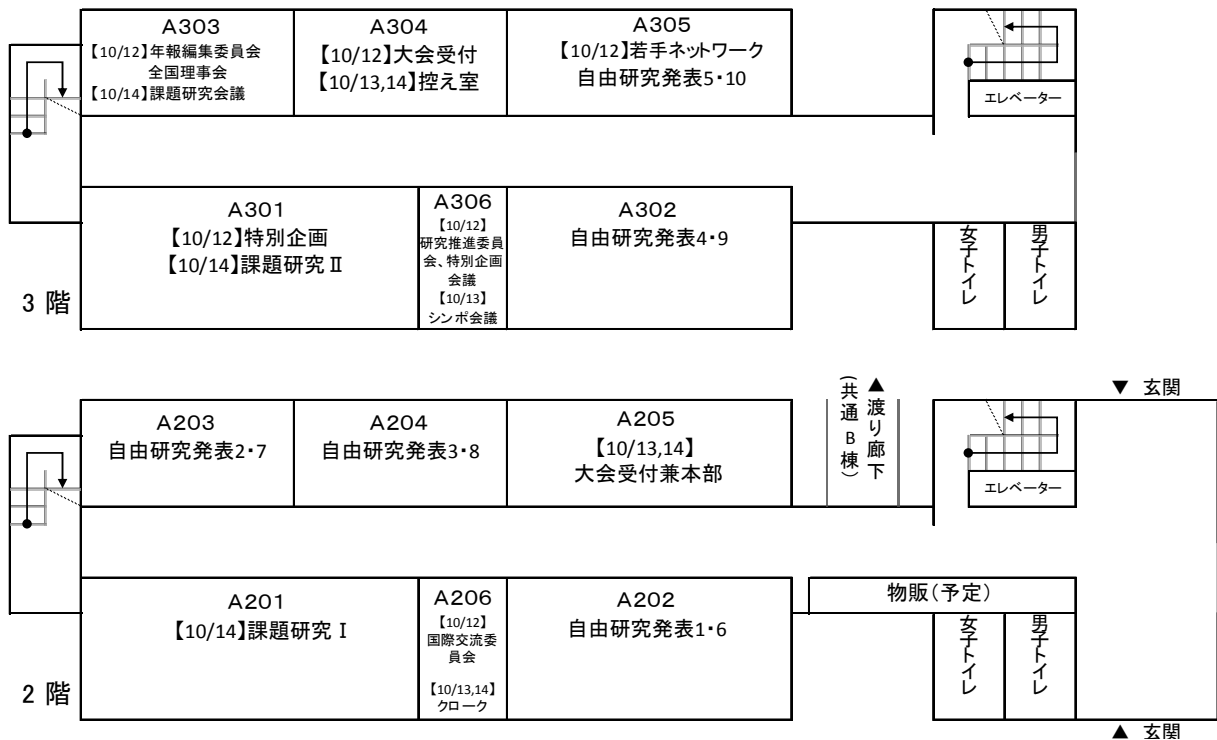 A303
【10/12】年報編集委員会
全国理事会
【10/14】課題研究会議
A304
【10/12】大会受付
【10/13,14】控え室
A305
【10/12】若手ネットワーク
自由研究発表5・10
エレベーター
A301
【10/12】特別企画
【10/14】課題研究Ⅱ
A306
【10/12】
研究推進委員
会、特別企画
会議
【10/13】
シンポ会議
A302
自由研究発表4・9
女子トイレ
男子トイレ
3 階
A203
自由研究発表2・7
A204
自由研究発表3・8
A205
【10/13,14】
大会受付兼本部
▲渡り廊下
(共通B棟)
▼ 玄関
エレベーター
A201
【10/14】課題研究Ⅰ
A206
【10/12】
国際交流委
員会
【10/13,14】
クローク
A202
自由研究発表1・6
物販(予定)
女子トイレ
男子トイレ
2 階
▲ 玄関